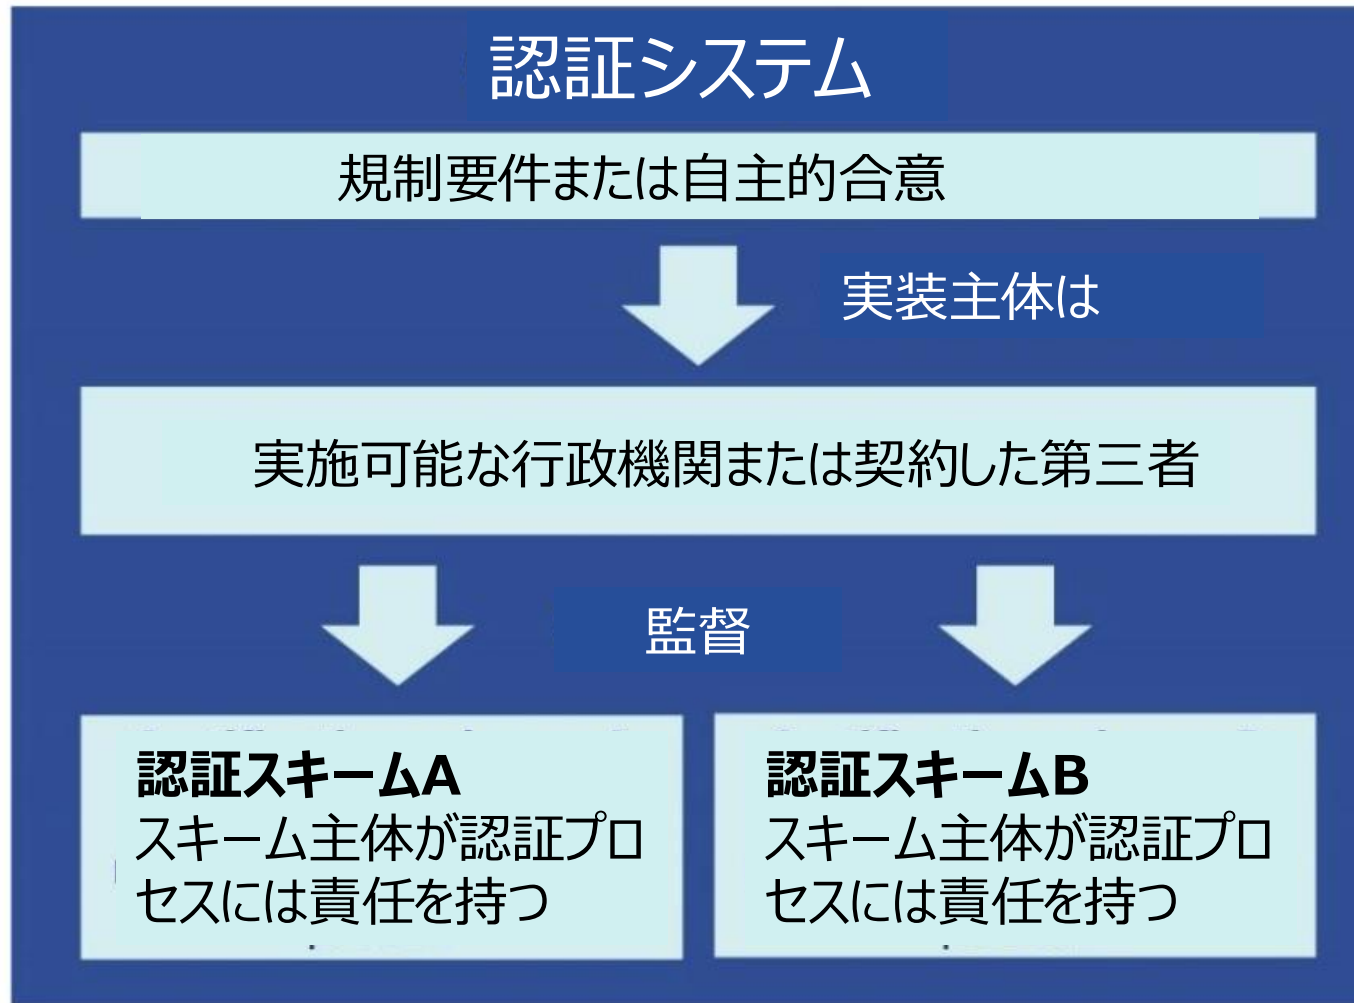 認証システム
規制要件または自主的合意
実装主体は
実施可能な行政機関または契約した第三者
監督
認証スキームA
スキーム主体が認証プロ
セスには責任を持つ
認証スキームB
スキーム主体が認証プロ
セスには責任を持つ